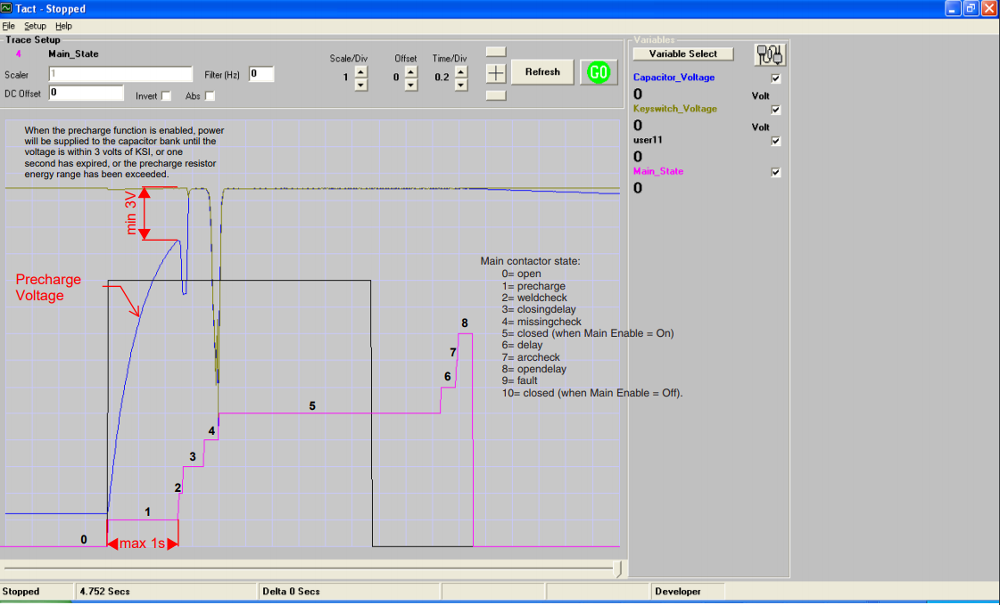 Tact - Stopped
File Setup Help
Trace Setup
4 Main_State
Scaler 1 Filter (Hz) 0
DC Offset 0 Invert Abs
Scale/Div Offset Time/Div
1 0 0.2
Refresh
GO
Variables
Variable Select
Capacitor_Voltage
0 Volt
Keyswitch_Voltage
0 Volt
user11
0
Main_State
0
When the precharge function is enabled, power
will be supplied to the capacitor bank until the
voltage is within 3 volts of KSI, or one
second has expired, or the precharge resistor
energy range has been exceeded.
min 3V
Precharge
Voltage
Main contactor state:
0= open
1= precharge
2= weldcheck
3= closingdelay
4= missingcheck
5= closed (when Main Enable = On)
6= delay
7= arccheck
8= opendelay
9= fault
10= closed (when Main Enable = Off).
8
7
6
5
4
3
2
1
0
max 1s
Stopped 4.752 Secs Delta 0 Secs Developer